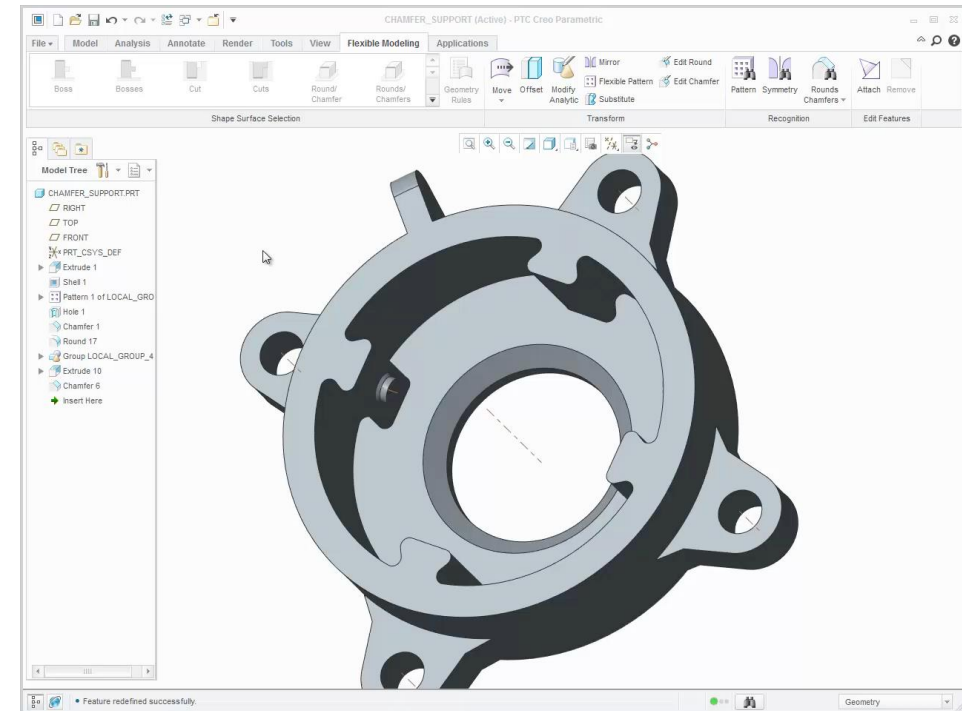 CHAMFER_SUPPORT (Active) - PTC Creo Parametric
File Model Analysis Annotate Render Tools View Flexible Modeling Applications
Boss Bosses Cut Cuts Round/ Chamfer Rounds/ Chamfers Geometry Rules Move Offset Modify Analytic Mirror Flexible Pattern Substitute Edit Round Edit Chamfer Pattern Symmetry Rounds Chamfers Attach Remove
Shape Surface Selection Transform Recognition Edit Features
Model Tree
CHAMFER_SUPPORT.PRT
RIGHT
TOP
FRONT
PRT_CSYS_DEF
Extrude 1
Shell 1
Pattern 1 of LOCAL_GRO
Hole 1
Chamfer 1
Round 17
Group LOCAL_GROUP_4
Extrude 10
Chamfer 6
Insert Here
Feature redefined successfully.
Geometry